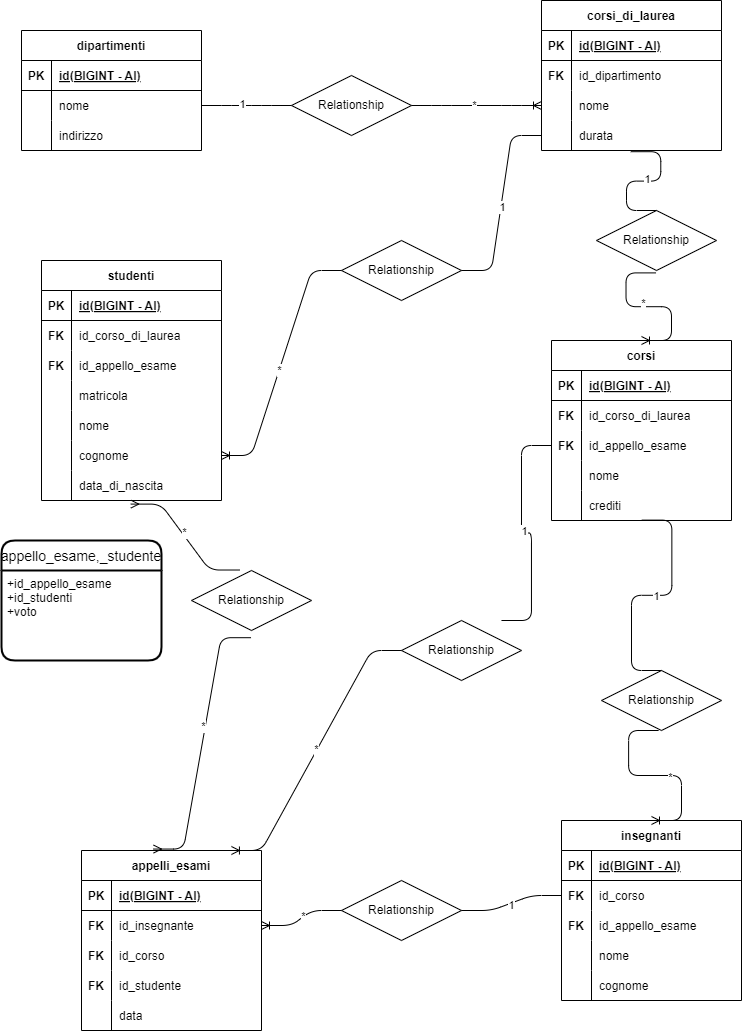 corsi_di_laurea
PK id(BIGINT - AI)
FK id_dipartimento
nome
durata
dipartimenti
PK id(BIGINT - AI)
nome
indirizzo
1
Relationship
*
1
Relationship
*
1
Relationship
*
studenti
PK id(BIGINT - AI)
FK id_corso_di_laurea
FK id_appello_esame
matricola
nome
cognome
data_di_nascita
corsi
PK id(BIGINT - AI)
FK id_corso_di_laurea
FK id_appello_esame
nome
crediti
*
Relationship
*
appello_esame,_studente
+id_appello_esame
+id_studenti
+voto
1
Relationship
*
1
Relationship
*
appelli_esami
PK id(BIGINT - AI)
FK id_insegnante
FK id_corso
FK id_studente
data
*
Relationship
1
insegnanti
PK id(BIGINT - AI)
FK id_corso
FK id_appello_esame
nome
cognome